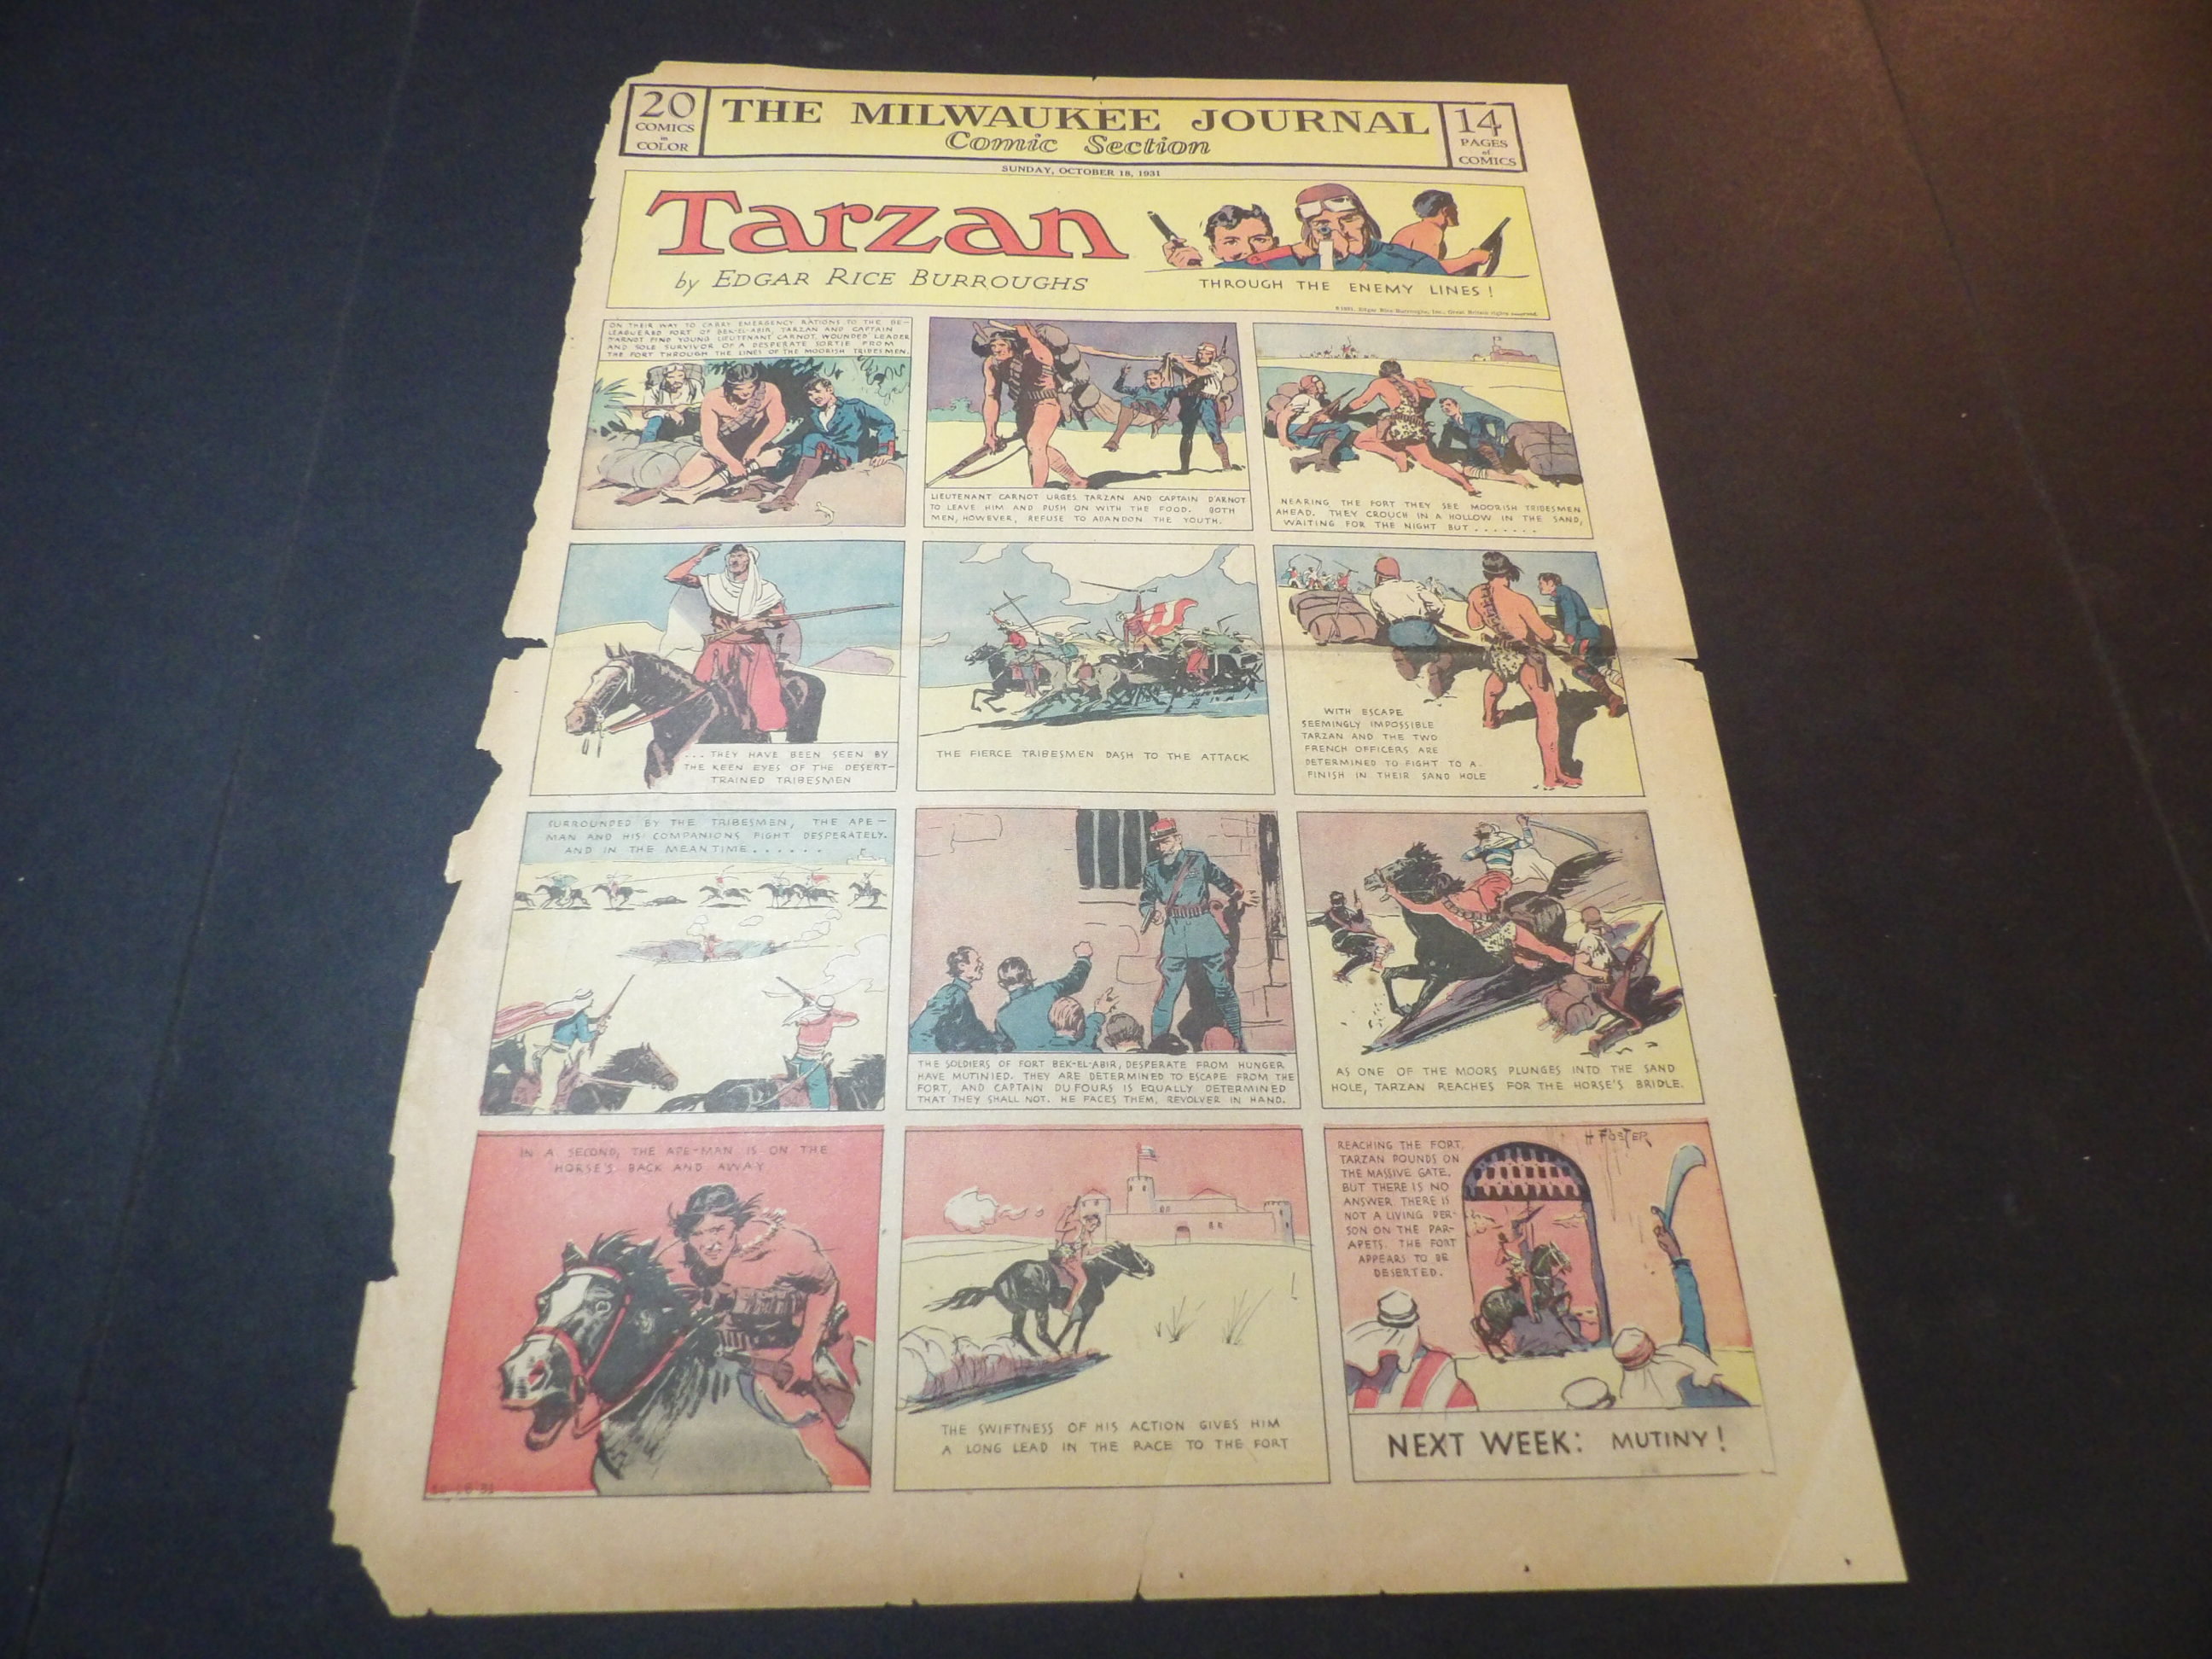 20
COMICS
in
COLOR
THE MILWAUKEE JOURNAL
Comic Section
14
PAGES
of
COMICS
SUNDAY, OCTOBER 18, 1931
Tarzan
by EDGAR RICE BURROUGHS
THROUGH THE ENEMY LINES!
©1931, Edgar Rice Burroughs, Inc., Great Britain rights reserved.
ON THEIR WAY TO CARRY EMERGENCY RATIONS TO THE BE-
LEAGUERED FORT OF BEK-EL-ABIR, TARZAN AND CAPTAIN
D'ARNOT FIND YOUNG LIEUTENANT CARNOT, WOUNDED LEADER
AND SOLE SURVIVOR OF A DESPERATE SORTIE FROM
THE FORT THROUGH THE LINES OF THE MOORISH TRIBESMEN.
LIEUTENANT CARNOT URGES TARZAN AND CAPTAIN D'ARNOT
TO LEAVE HIM AND PUSH ON WITH THE FOOD. BOTH
MEN, HOWEVER, REFUSE TO ABANDON THE YOUTH.
NEARING THE FORT THEY SEE MOORISH TRIBESMEN
AHEAD. THEY CROUCH IN A HOLLOW IN THE SAND,
WAITING FOR THE NIGHT BUT .......
... THEY HAVE BEEN SEEN BY
THE KEEN EYES OF THE DESERT-
TRAINED TRIBESMEN
THE FIERCE TRIBESMEN DASH TO THE ATTACK
WITH ESCAPE
SEEMINGLY IMPOSSIBLE
TARZAN AND THE TWO
FRENCH OFFICERS ARE
DETERMINED TO FIGHT TO A
FINISH IN THEIR SAND HOLE
SURROUNDED BY THE TRIBESMEN, THE APE-
MAN AND HIS COMPANIONS FIGHT DESPERATELY.
AND IN THE MEANTIME ......
THE SOLDIERS OF FORT BEK-EL-ABIR, DESPERATE FROM HUNGER
HAVE MUTINIED. THEY ARE DETERMINED TO ESCAPE FROM THE
FORT, AND CAPTAIN DUFOURS IS EQUALLY DETERMINED
THAT THEY SHALL NOT. HE FACES THEM, REVOLVER IN HAND.
AS ONE OF THE MOORS PLUNGES INTO THE SAND
HOLE, TARZAN REACHES FOR THE HORSE'S BRIDLE.
IN A SECOND, THE APE-MAN IS ON THE
HORSE'S BACK AND AWAY
10-18-31
THE SWIFTNESS OF HIS ACTION GIVES HIM
A LONG LEAD IN THE RACE TO THE FORT
H FOSTER
REACHING THE FORT,
TARZAN POUNDS ON
THE MASSIVE GATE.
BUT THERE IS NO
ANSWER. THERE IS
NOT A LIVING PER-
SON ON THE PAR-
APETS. THE FORT
APPEARS TO BE
DESERTED.
NEXT WEEK: MUTINY!